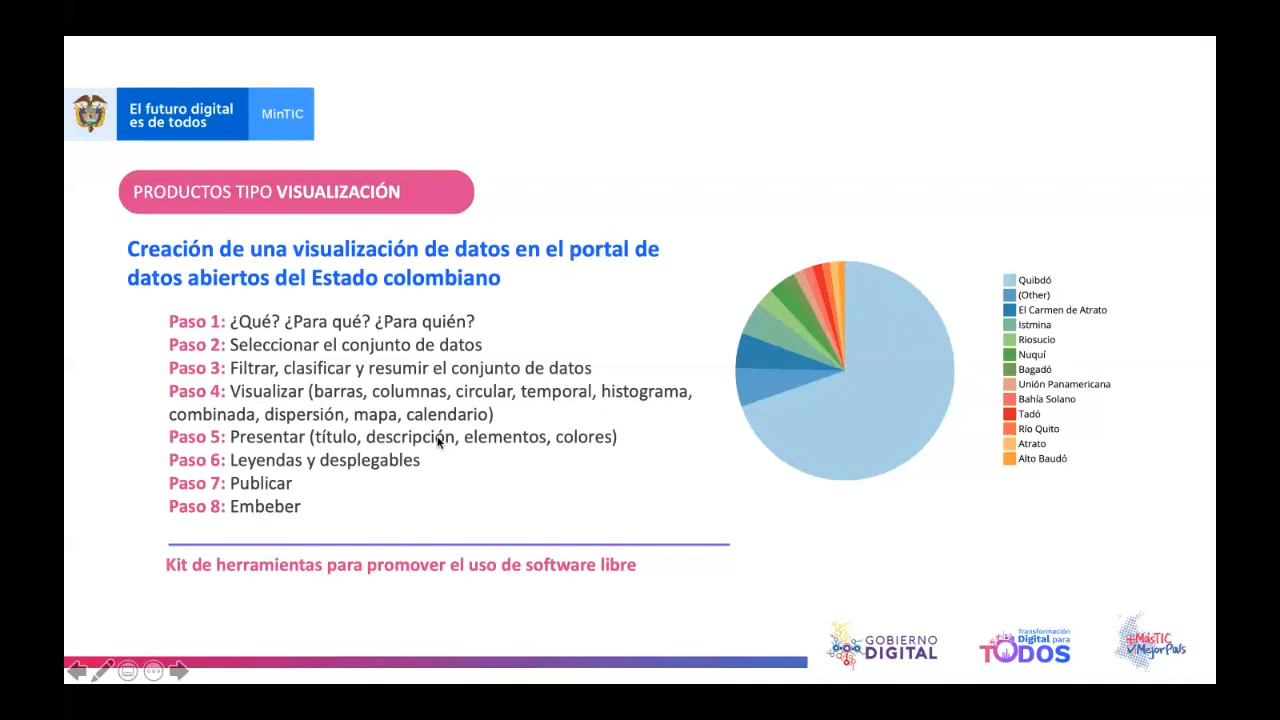 El futuro digital
es de todos
MinTIC
PRODUCTOS TIPO VISUALIZACIÓN
Creación de una visualización de datos en el portal de
datos abiertos del Estado colombiano
Paso 1: ¿Qué? ¿Para qué? ¿Para quién?
Paso 2: Seleccionar el conjunto de datos
Paso 3: Filtrar, clasificar y resumir el conjunto de datos
Paso 4: Visualizar (barras, columnas, circular, temporal, histograma,
combinada, dispersión, mapa, calendario)
Paso 5: Presentar (título, descripción, elementos, colores)
Paso 6: Leyendas y desplegables
Paso 7: Publicar
Paso 8: Embeber
Kit de herramientas para promover el uso de software libre
Quibdó
(Other)
El Carmen de Atrato
Istmina
Riosucio
Nuquí
Bagadó
Unión Panamericana
Bahía Solano
Tadó
Río Quito
Atrato
Alto Baudó
GOBIERNO
DIGITAL
Transformación
Digital para
TODOS
+MásTIC
✓MejorPaís